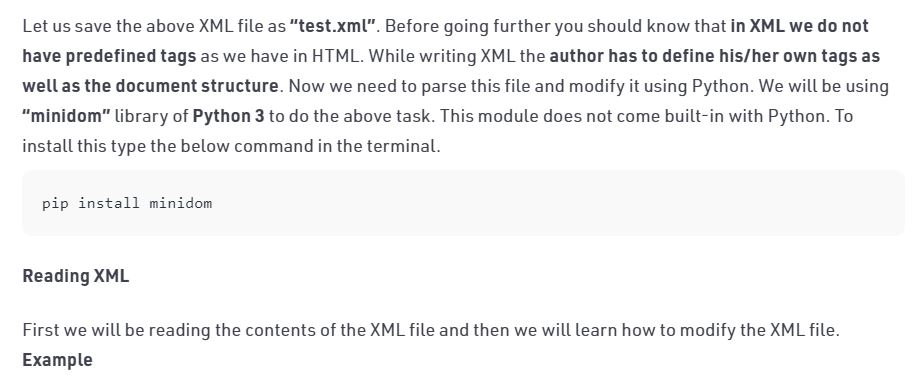 Let us save the above XML file as “test.xml”. Before going further you should know that in XML we do not
have predefined tags as we have in HTML. While writing XML the author has to define his/her own tags as
well as the document structure. Now we need to parse this file and modify it using Python. We will be using
“minidom” library of Python 3 to do the above task. This module does not come built-in with Python. To
install this type the below command in the terminal.
pip install minidom
Reading XML
First we will be reading the contents of the XML file and then we will learn how to modify the XML file.
Example